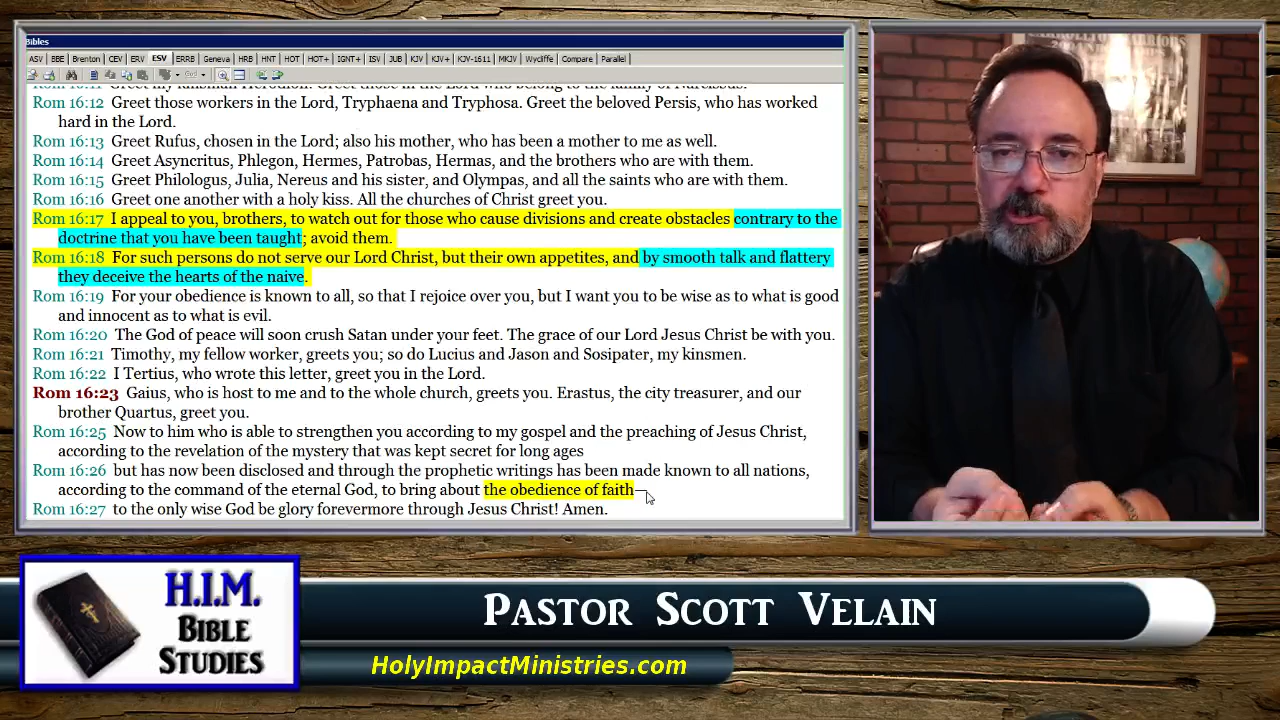 Bibles
ASV BBE Brenton CEV ERV ESV ERRB Geneva HRB HNT HOT HOT+ IGNT+ ISV JUB KJV KJV+ KJV-1611 MKJV Wycliffe Compare Parallel
Rom 16:12 Greet those workers in the Lord, Tryphaena and Tryphosa. Greet the beloved Persis, who has worked
hard in the Lord.
Rom 16:13 Greet Rufus, chosen in the Lord; also his mother, who has been a mother to me as well.
Rom 16:14 Greet Asyncritus, Phlegon, Hermes, Patrobas, Hermas, and the brothers who are with them.
Rom 16:15 Greet Philologus, Julia, Nereus and his sister, and Olympas, and all the saints who are with them.
Rom 16:16 Greet one another with a holy kiss. All the churches of Christ greet you.
Rom 16:17 I appeal to you, brothers, to watch out for those who cause divisions and create obstacles contrary to the
doctrine that you have been taught; avoid them.
Rom 16:18 For such persons do not serve our Lord Christ, but their own appetites, and by smooth talk and flattery
they deceive the hearts of the naive.
Rom 16:19 For your obedience is known to all, so that I rejoice over you, but I want you to be wise as to what is good
and innocent as to what is evil.
Rom 16:20 The God of peace will soon crush Satan under your feet. The grace of our Lord Jesus Christ be with you.
Rom 16:21 Timothy, my fellow worker, greets you; so do Lucius and Jason and Sosipater, my kinsmen.
Rom 16:22 I Tertius, who wrote this letter, greet you in the Lord.
Rom 16:23 Gaius, who is host to me and to the whole church, greets you. Erastus, the city treasurer, and our
brother Quartus, greet you.
Rom 16:25 Now to him who is able to strengthen you according to my gospel and the preaching of Jesus Christ,
according to the revelation of the mystery that was kept secret for long ages
Rom 16:26 but has now been disclosed and through the prophetic writings has been made known to all nations,
according to the command of the eternal God, to bring about the obedience of faith—
Rom 16:27 to the only wise God be glory forevermore through Jesus Christ! Amen.
H.I.M.
BIBLE
STUDIES
PASTOR SCOTT VELAIN
HolyImpactMinistries.com